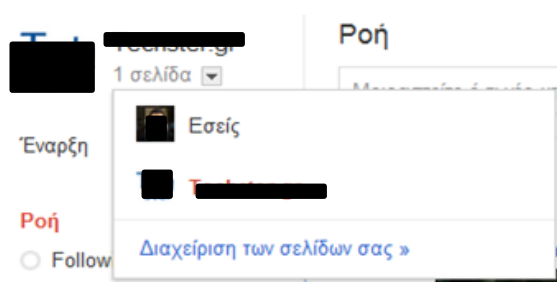 Ροή
1 σελίδα
Εσείς
Έναρξη
Ροή
Διαχείριση των σελίδων σας »
Follow